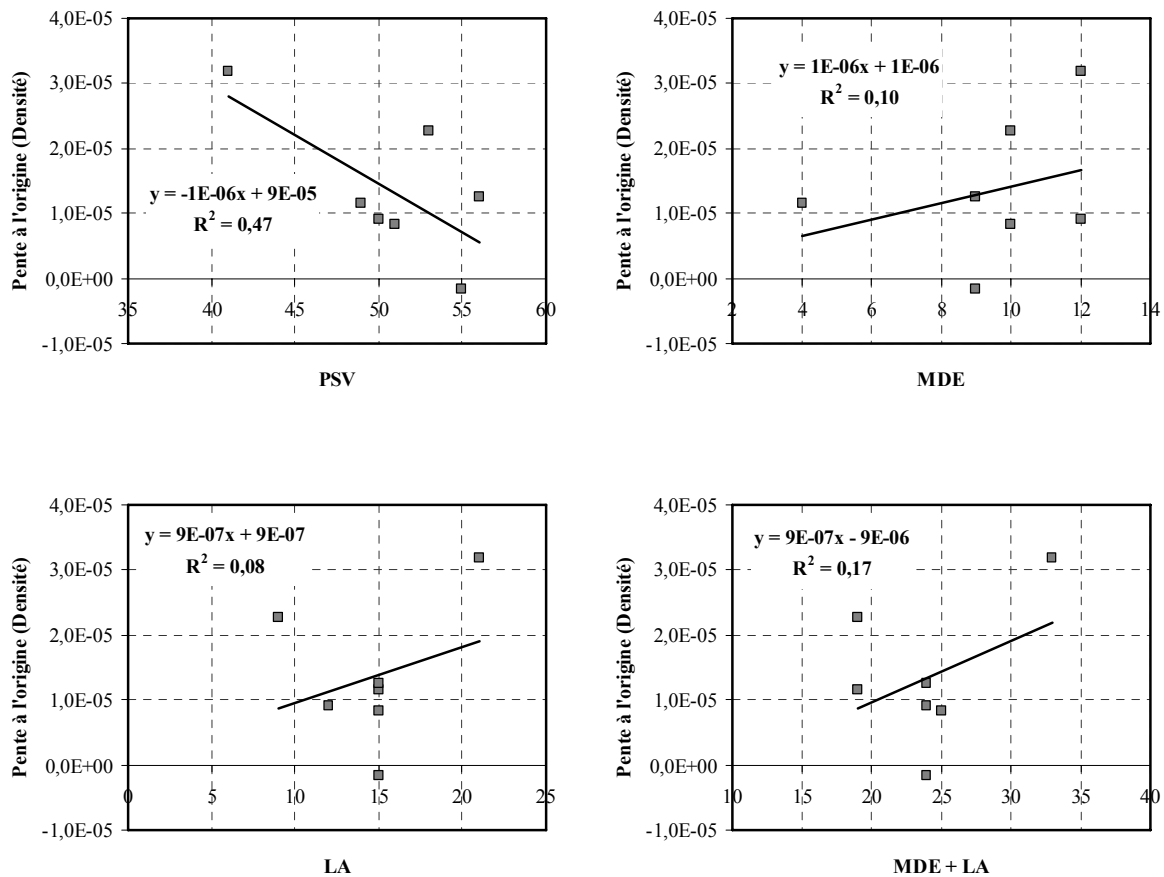 4,0E-05
3,0E-05
2,0E-05
1,0E-05
0,0E+00
-1,0E-05
35 40 45 50 55 60
Pente à l'origine (Densité)
y = -1E-06x + 9E-05
R² = 0,47
PSV
4,0E-05
3,0E-05
2,0E-05
1,0E-05
0,0E+00
-1,0E-05
2 4 6 8 10 12 14
Pente à l'origine (Densité)
y = 1E-06x + 1E-06
R² = 0,10
MDE
4,0E-05
3,0E-05
2,0E-05
1,0E-05
0,0E+00
-1,0E-05
0 5 10 15 20 25
Pente à l'origine (Densité)
y = 9E-07x + 9E-07
R² = 0,08
LA
4,0E-05
3,0E-05
2,0E-05
1,0E-05
0,0E+00
-1,0E-05
10 15 20 25 30 35 40
Pente à l'origine (Densité)
y = 9E-07x - 9E-06
R² = 0,17
MDE + LA